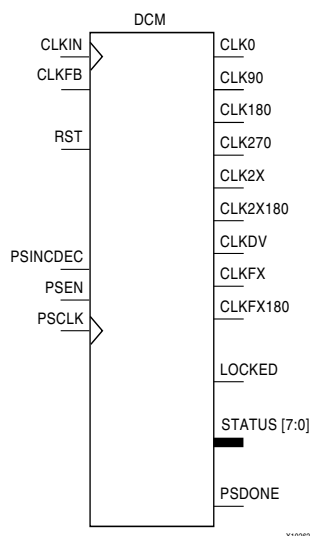 DCM
CLKIN
CLKFB
RST
PSINCDEC
PSEN
PSCLK
CLK0
CLK90
CLK180
CLK270
CLK2X
CLK2X180
CLKDV
CLKFX
CLKFX180
LOCKED
STATUS [7:0]
PSDONE